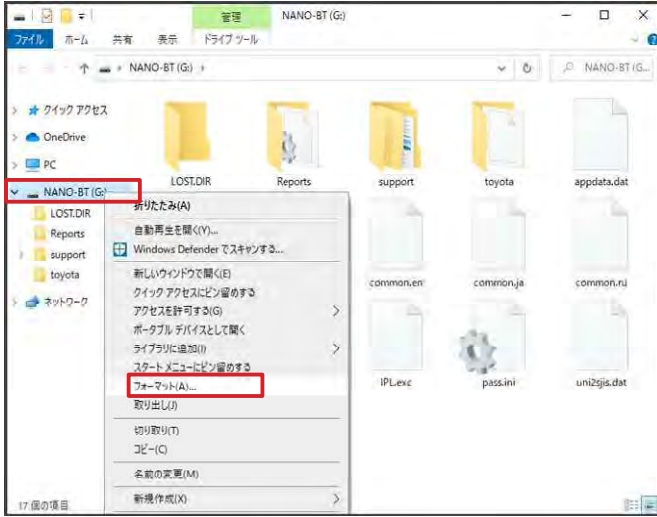 管理
NANO-BT (G:)
ファイル
ホーム
共有
表示
ドライブ ツール
NANO-BT (G:)
NANO-BT (G...
クイック アクセス
OneDrive
PC
NANO-BT (G:)
LOST.DIR
Reports
support
toyota
ネットワーク
LOST.DIR
Reports
support
toyota
appdata.dat
common.en
common.ja
common.ru
IPL.exc
pass.ini
uni2sjis.dat
折りたたみ(A)
自動再生を開く(Y)...
Windows Defender でスキャンする...
新しいウィンドウで開く(E)
クイック アクセスにピン留めする
アクセスを許可する(G)
ポータブル デバイスとして開く
ライブラリに追加(I)
スタート メニューにピン留めする
フォーマット(A)...
取り出し(J)
切り取り(T)
コピー(C)
名前の変更(M)
新規作成(X)
17 個の項目